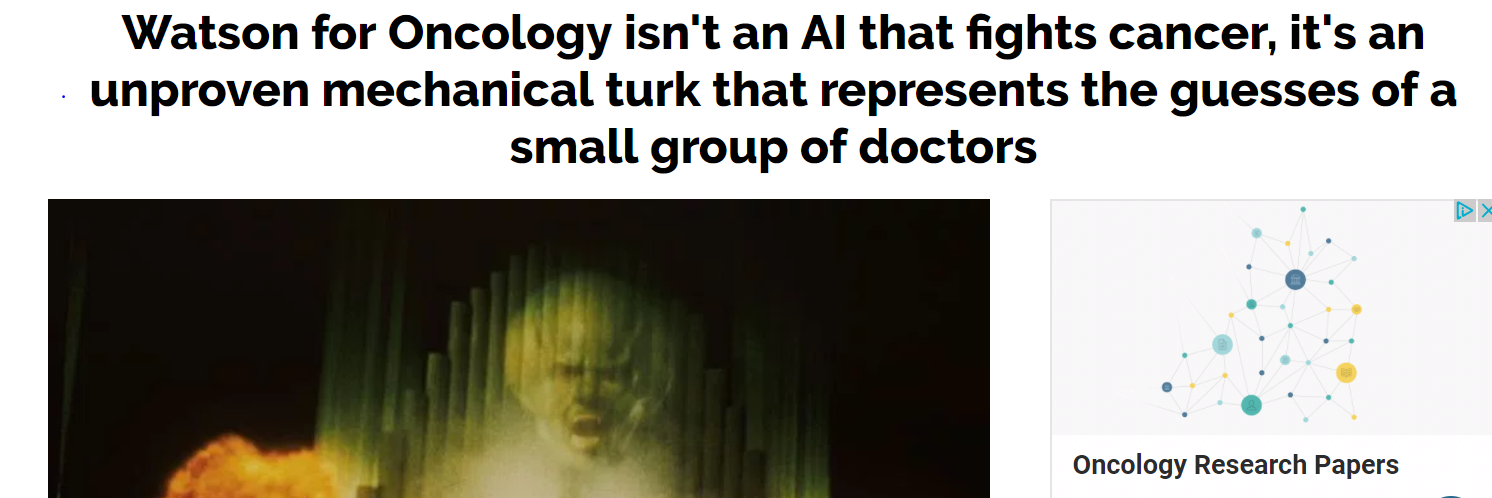 Watson for Oncology isn't an AI that fights cancer, it's an
unproven mechanical turk that represents the guesses of a
small group of doctors
Oncology Research Papers